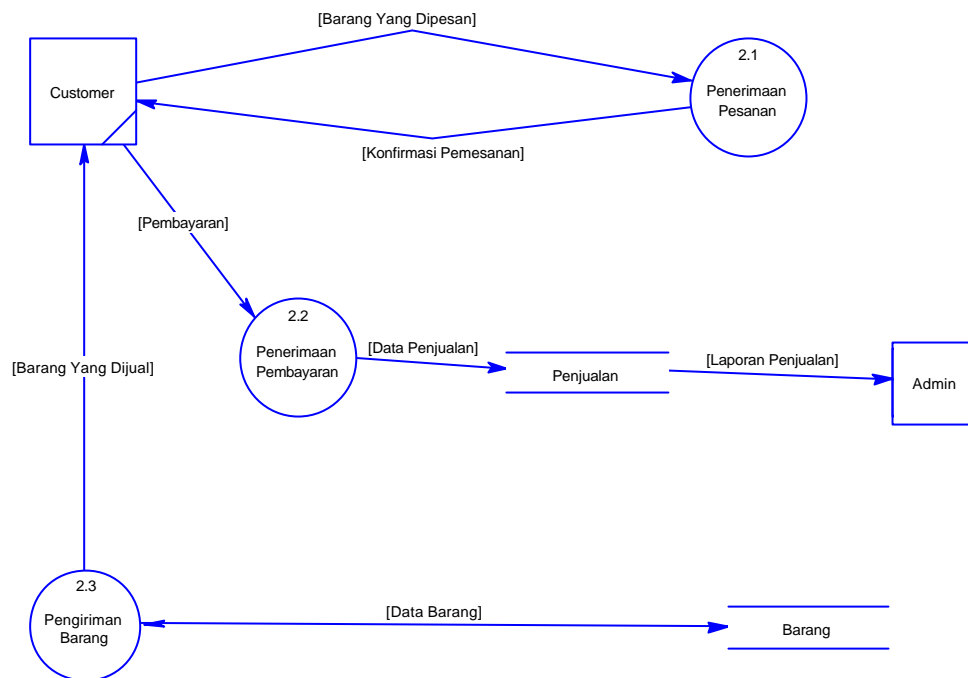 [Barang Yang Dipesan]
2.1
Customer
Penerimaan
Pesanan
[Konfirmasi Pemesanan]
[Pembayaran]
2.2
Penerimaan
Pembayaran
[Data Penjualan]
Penjualan
[Laporan Penjualan]
Admin
[Barang Yang Dijual]
2.3
Pengiriman
Barang
[Data Barang]
Barang